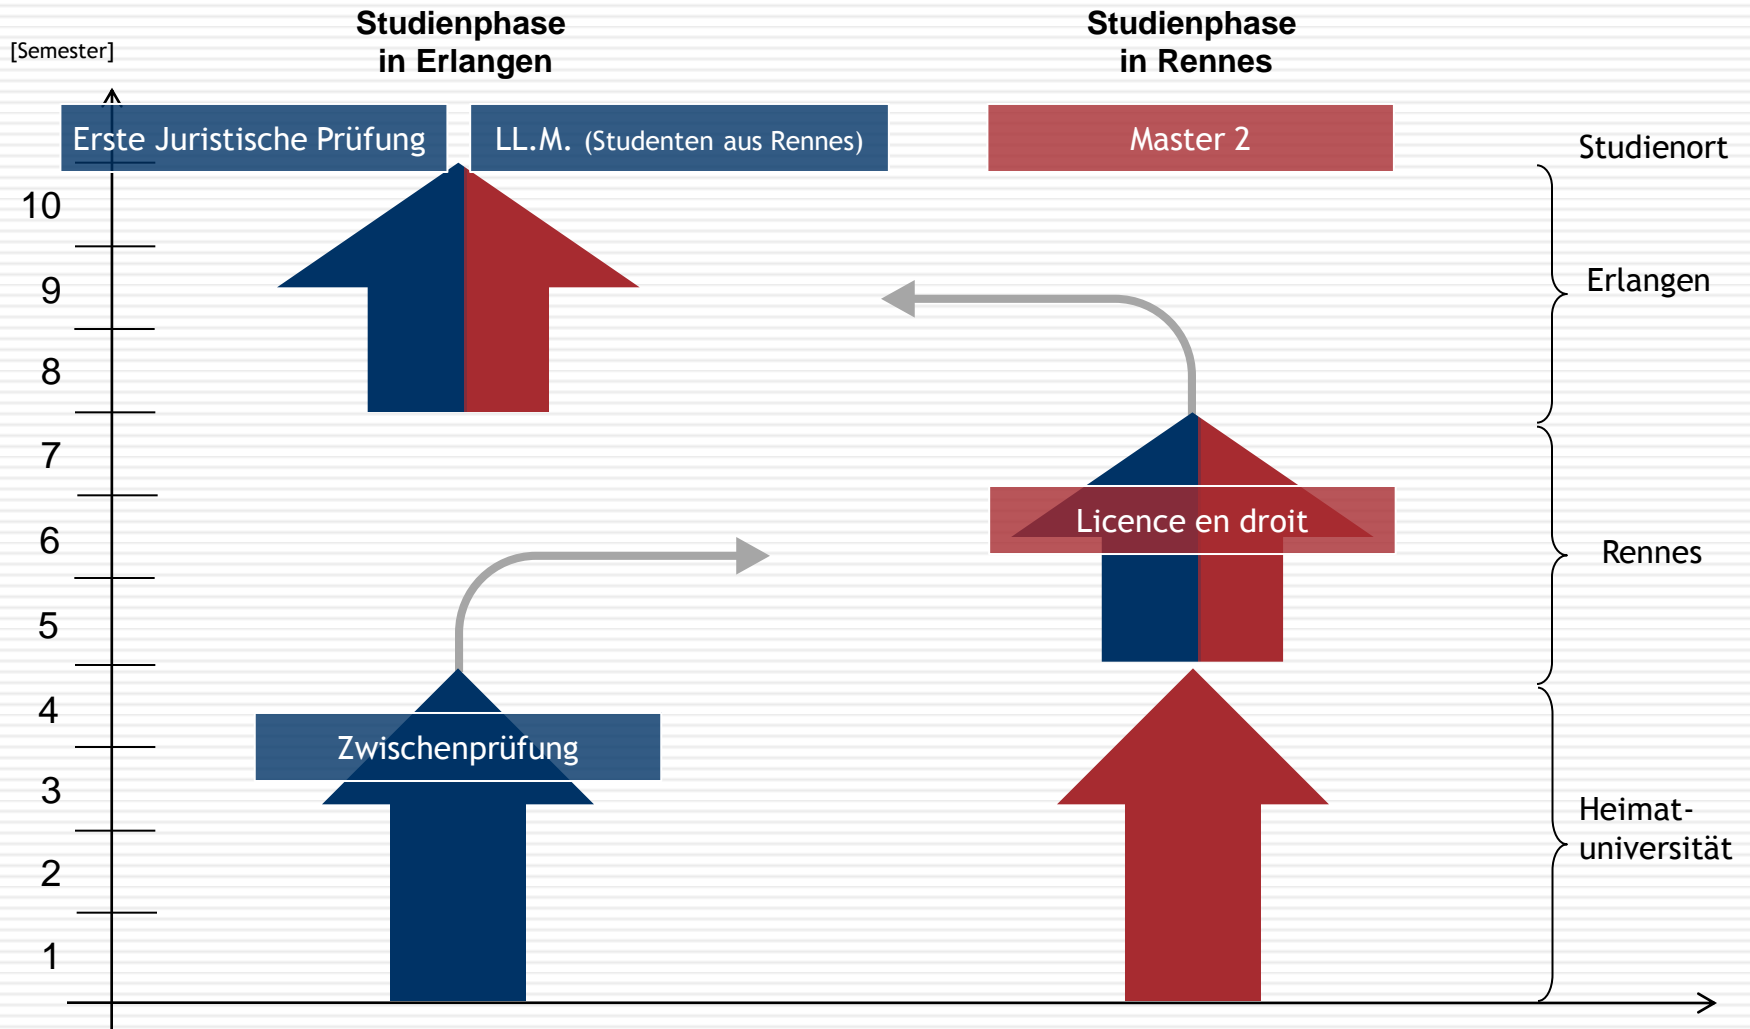 Studienphase
in Erlangen
Studienphase
in Rennes
[Semester]
Erste Juristische Prüfung
LL.M. (Studenten aus Rennes)
Master 2
Studienort
10
9
Erlangen
8
7
Licence en droit
6
Rennes
5
4
Zwischenprüfung
3
Heimat-
universität
2
1